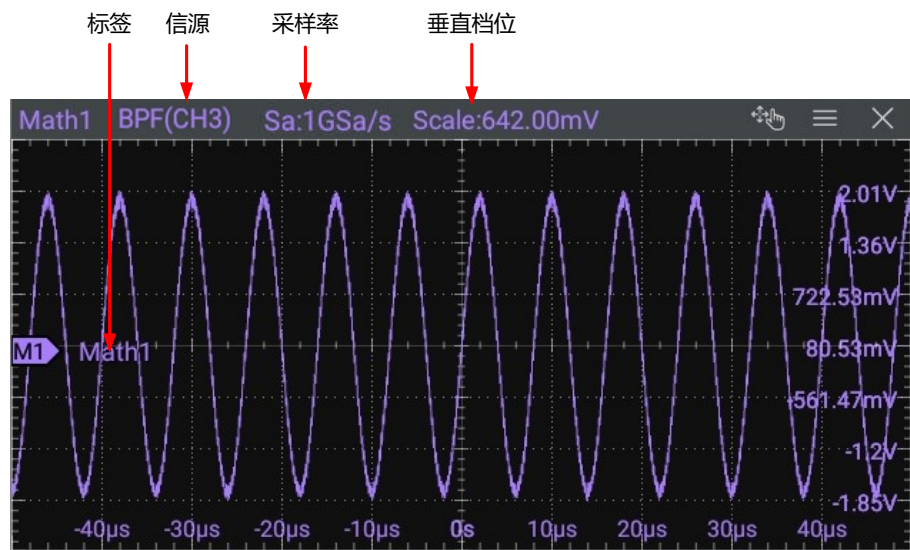 标签 信源 采样率 垂直档位
Math1 BPF(CH3) Sa:1GSa/s Scale:642.00mV
2.01V
1.36V
722.53mV
M1 Math1 80.53mV
-561.47mV
-1.2V
-1.85V
-40μs -30μs -20μs -10μs 0s 10μs 20μs 30μs 40μs